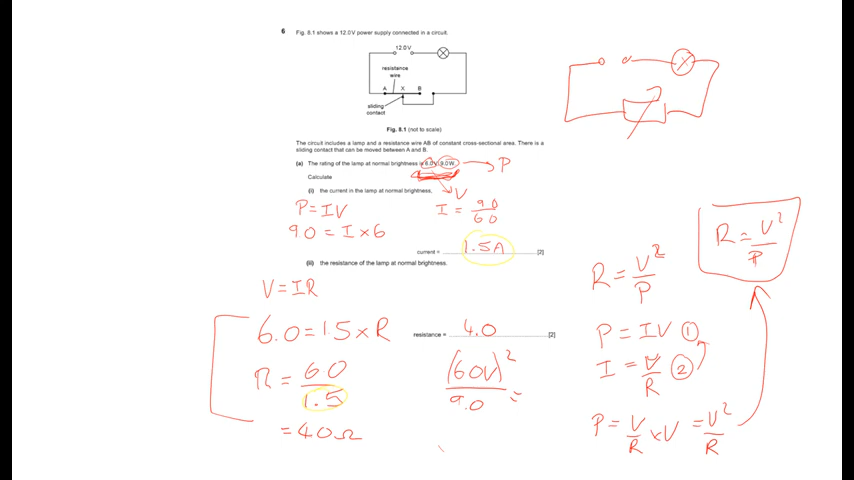 6 Fig. 8.1 shows a 12.0V power supply connected in a circuit.
12.0V
resistance
wire
A X B
sliding
contact
Fig. 8.1 (not to scale)
The circuit includes a lamp and a resistance wire AB of constant cross-sectional area. There is a
sliding contact that can be moved between A and B.
(a) The rating of the lamp at normal brightness is 6.0V, 9.0W.
P
Calculate
V
(i) the current in the lamp at normal brightness,
P = IV
9.0 = I × 6
I = 9.0
6.0
current = 1.5A [2]
(ii) the resistance of the lamp at normal brightness.
V = IR
6.0 = 1.5 × R
resistance = 4.0 [2]
R = 6.0
1.5
= 4.0Ω
(6.0V)²
9.0 =
R = V²
P
R = V²
P
P = IV ①
I = V
R ②
P = V × V = V²
R R